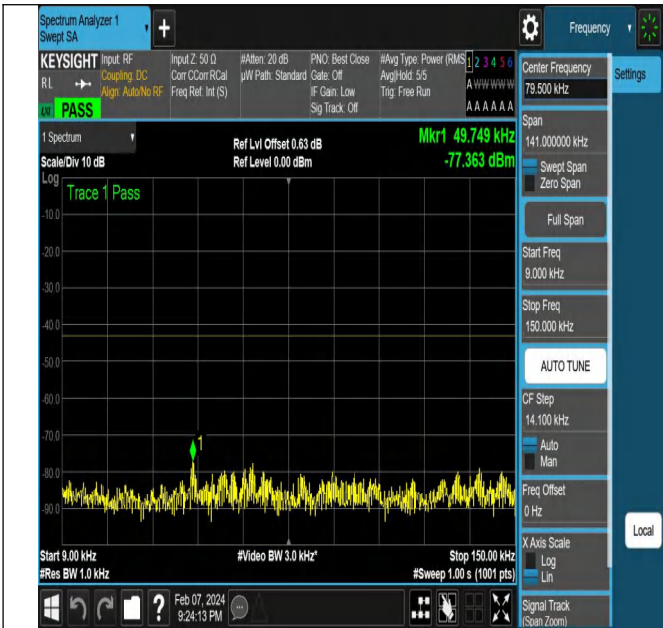 Spectrum Analyzer 1
Swept SA
+
Frequency
KEYSIGHT
RL
LXI
PASS
Input: RF
Coupling: DC
Align: Auto/No RF
Input Z: 50 Ω
Corr CCorr RCal
Freq Ref: Int (S)
#Atten: 20 dB
µW Path: Standard
PNO: Best Close
Gate: Off
IF Gain: Low
Sig Track: Off
#Avg Type: Power (RMS
Avg|Hold: 5/5
Trig: Free Run
1 2 3 4 5 6
A W W W W W
A A A A A A
1 Spectrum
Scale/Div 10 dB
Ref Lvl Offset 0.63 dB
Ref Level 0.00 dBm
Mkr1 49.749 kHz
-77.363 dBm
Log
Trace 1 Pass
-10.0
-20.0
-30.0
-40.0
-50.0
-60.0
-70.0
-80.0
-90.0
1
Start 9.00 kHz
#Res BW 1.0 kHz
#Video BW 3.0 kHz*
Stop 150.00 kHz
#Sweep 1.00 s (1001 pts)
?
Feb 07, 2024
9:24:13 PM
Center Frequency
79.500 kHz
Settings
Span
141.000000 kHz
Swept Span
Zero Span
Full Span
Start Freq
9.000 kHz
Stop Freq
150.000 kHz
AUTO TUNE
CF Step
14.100 kHz
Auto
Man
Freq Offset
0 Hz
X Axis Scale
Log
Lin
Local
Signal Track
(Span Zoom)